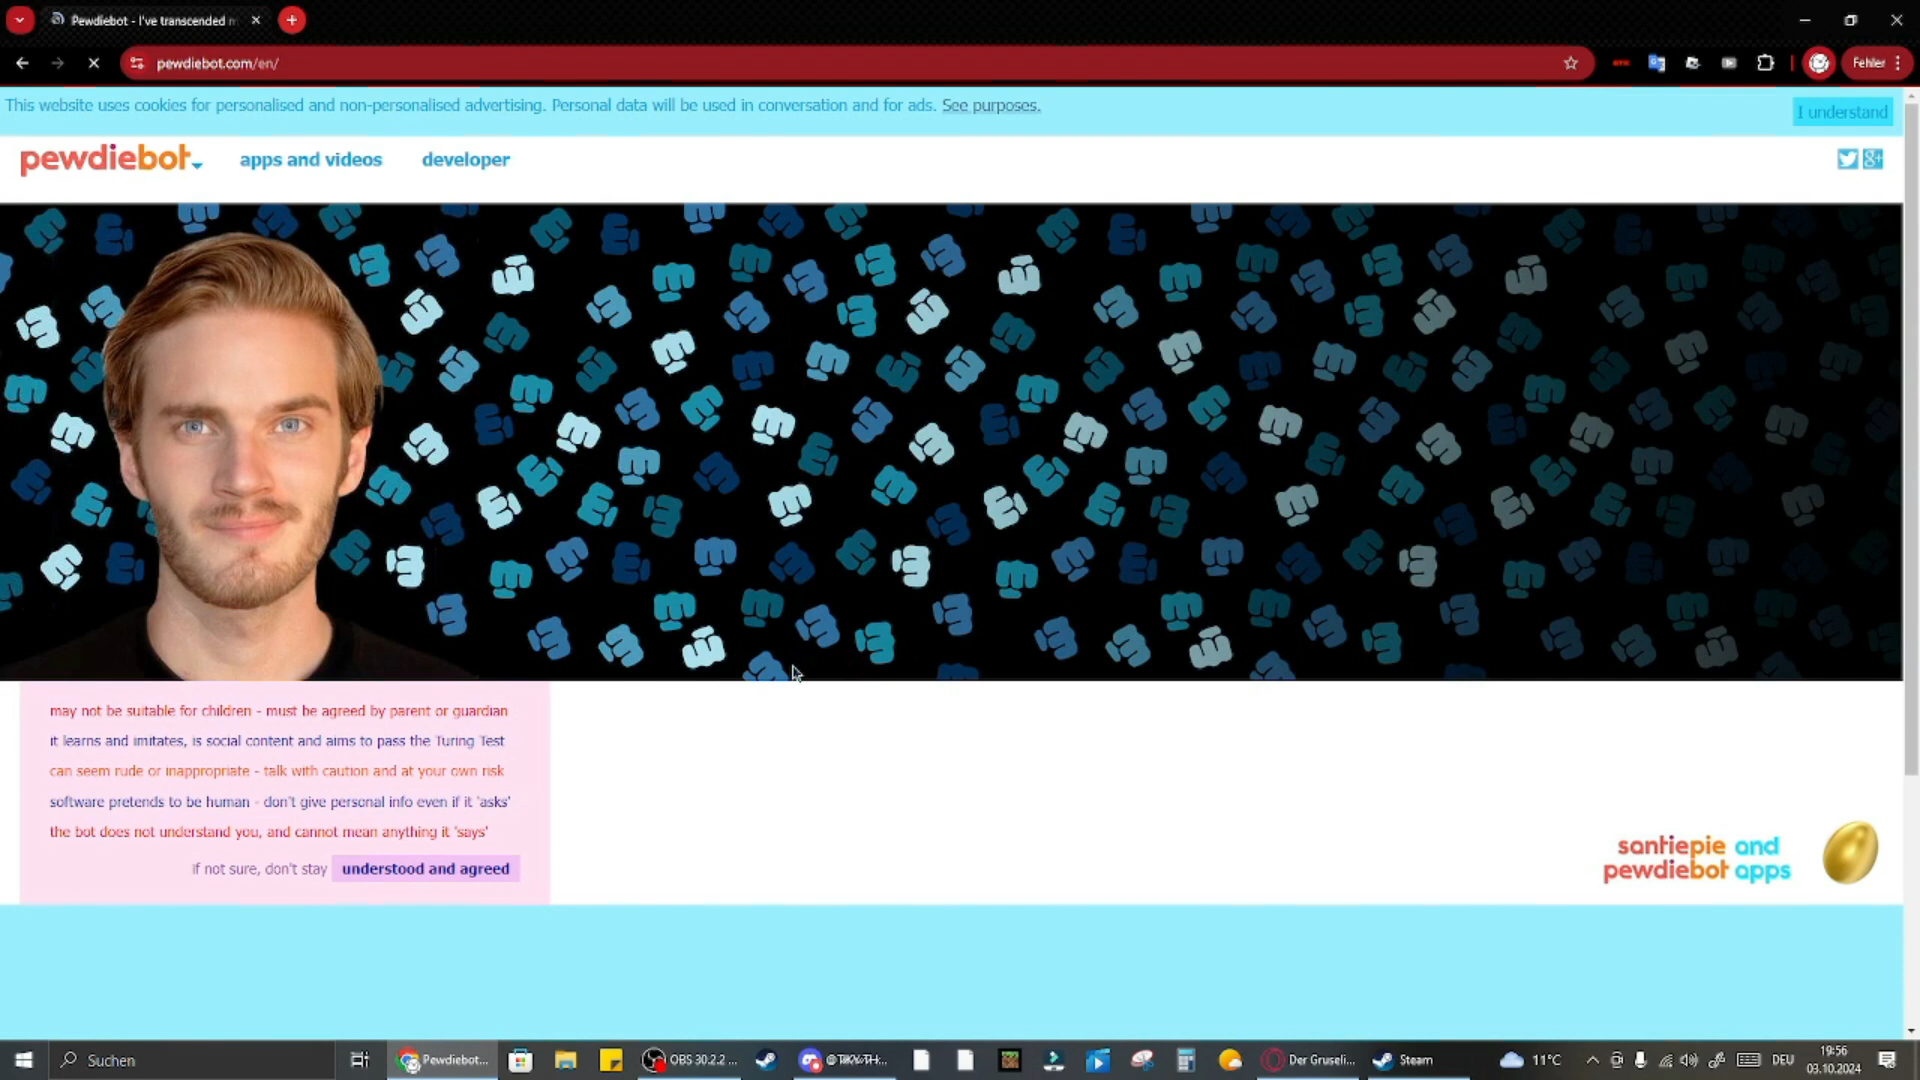 Pewdiebot - I've transcended m
pewdiebot.com/en/
Fehler
This website uses cookies for personalised and non-personalised advertising. Personal data will be used in conversation and for ads. See purposes.
I understand
pewdiebot
apps and videos
developer
may not be suitable for children - must be agreed by parent or guardian
it learns and imitates, is social content and aims to pass the Turing Test
can seem rude or inappropriate - talk with caution and at your own risk
software pretends to be human - don't give personal info even if it 'asks'
the bot does not understand you, and cannot mean anything it 'says'
if not sure, don't stay
understood and agreed
santiepie and
pewdiebot apps
Suchen
Pewdiebot...
OBS 30.2.2 ...
Der Gruseli...
Steam
11°C
DEU
19:56
03.10.2024